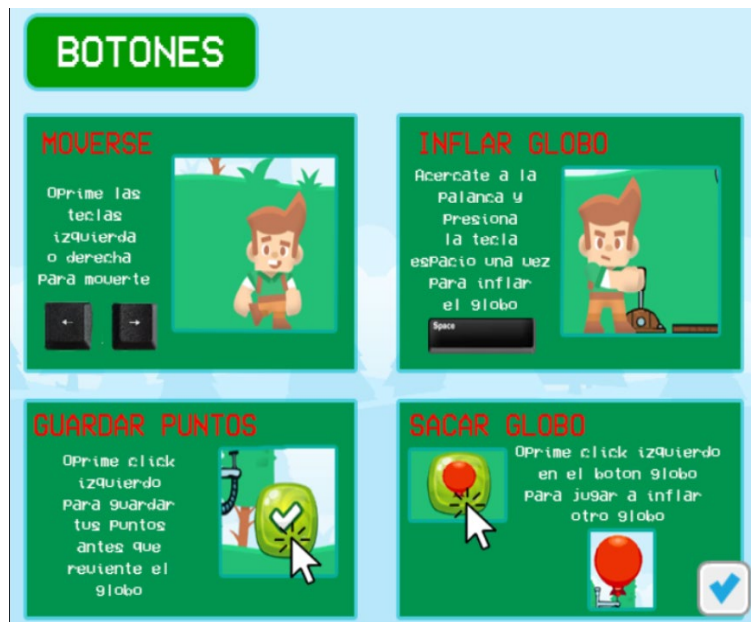 BOTONES
MOVERSE
Oprime las
teclas
izquierda
o derecha
para moverte
←
→
INFLAR GLOBO
Acercate a la
palanca y
presiona
la tecla
espacio una vez
para inflar
el globo
Space
GUARDAR PUNTOS
Oprime click
izquierdo
para guardar
tus puntos
antes que
reviente el
globo
SACAR GLOBO
Oprime click izquierdo
en el boton globo
para jugar a inflar
otro globo